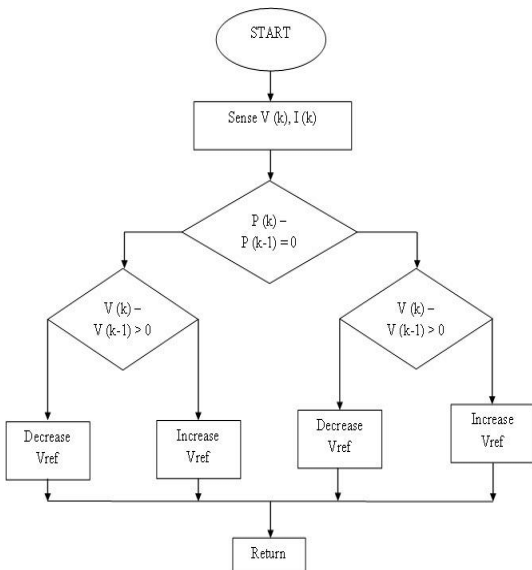 START
Sense V (k), I (k)
P (k) –
P (k-1) = 0
V (k) –
V (k-1) > 0
V (k) –
V (k-1) > 0
Decrease
Vref
Increase
Vref
Decrease
Vref
Increase
Vref
Return